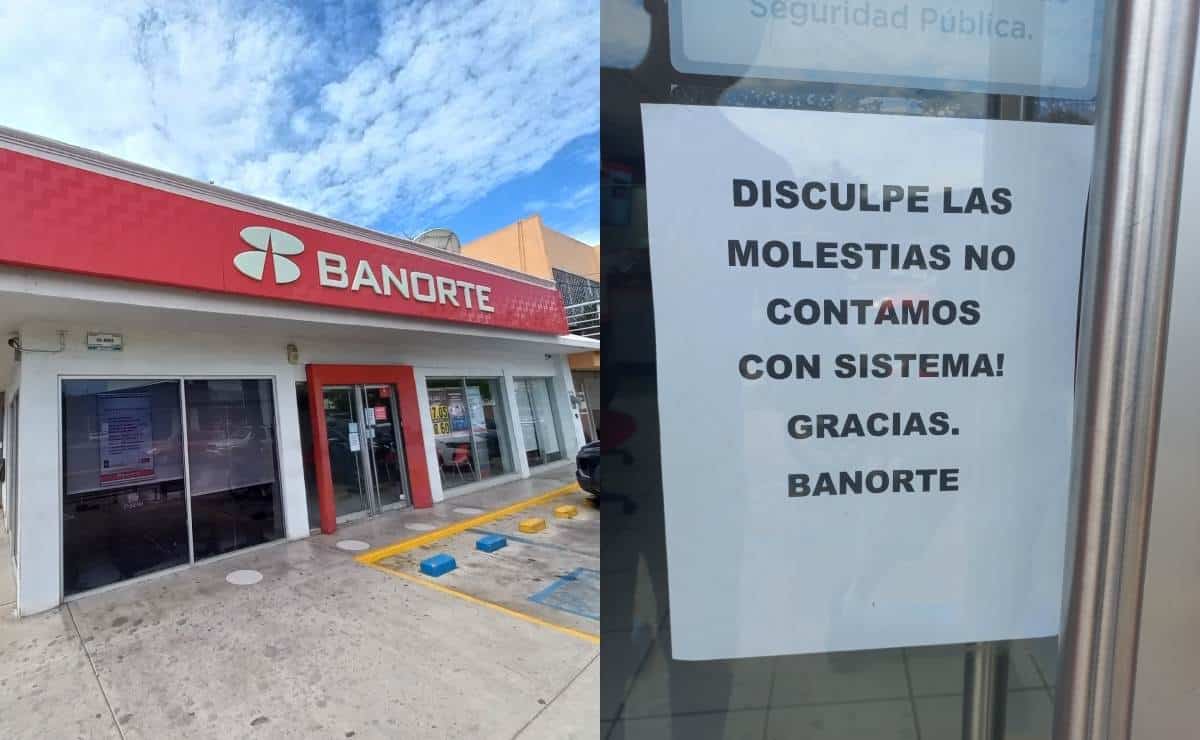 BANORTE
Seguridad Pública.
DISCULPE LAS
MOLESTIAS NO
CONTAMOS
CON SISTEMA!
GRACIAS.
BANORTE